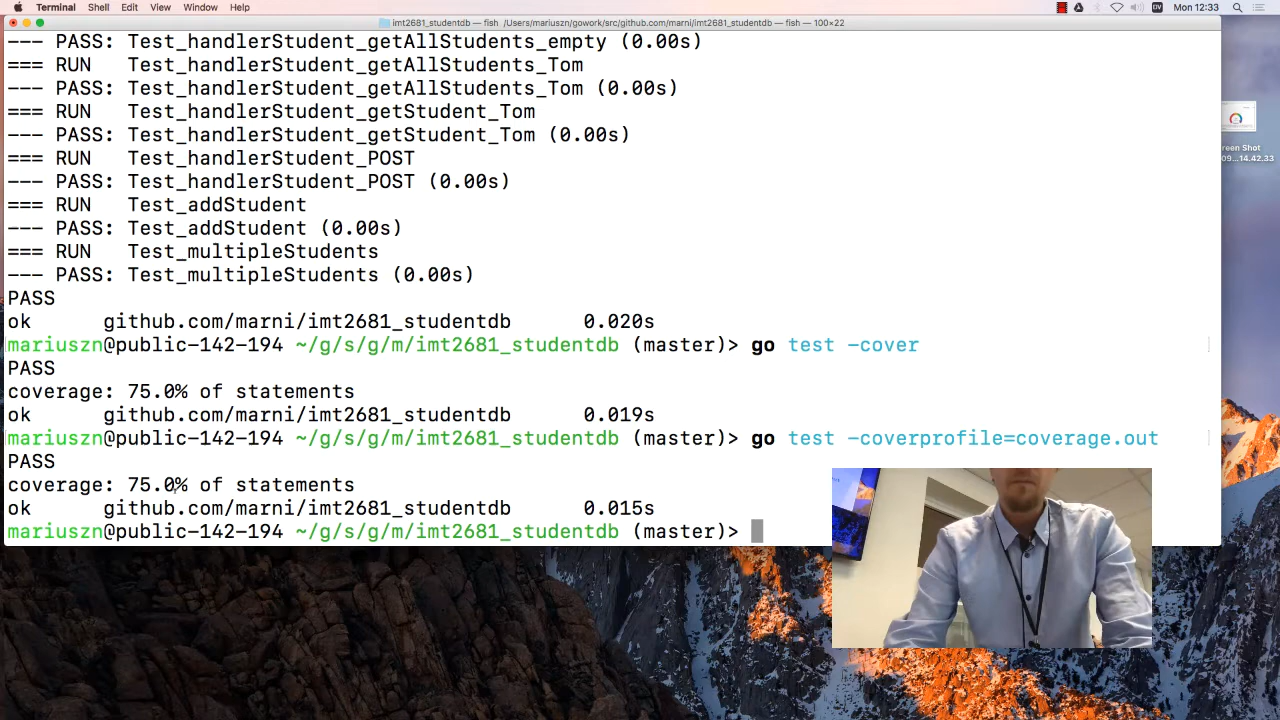 Terminal Shell Edit View Window Help Mon 12:33
imt2681_studentdb — fish /Users/mariuszn/gowork/src/github.com/marni/imt2681_studentdb — fish — 100×22
--- PASS: Test_handlerStudent_getAllStudents_empty (0.00s)
=== RUN Test_handlerStudent_getAllStudents_Tom
--- PASS: Test_handlerStudent_getAllStudents_Tom (0.00s)
=== RUN Test_handlerStudent_getStudent_Tom
--- PASS: Test_handlerStudent_getStudent_Tom (0.00s)
=== RUN Test_handlerStudent_POST
--- PASS: Test_handlerStudent_POST (0.00s)
=== RUN Test_addStudent
--- PASS: Test_addStudent (0.00s)
=== RUN Test_multipleStudents
--- PASS: Test_multipleStudents (0.00s)
PASS
ok github.com/marni/imt2681_studentdb 0.020s
mariuszn@public-142-194 ~/g/s/g/m/imt2681_studentdb (master)> go test -cover
PASS
coverage: 75.0% of statements
ok github.com/marni/imt2681_studentdb 0.019s
mariuszn@public-142-194 ~/g/s/g/m/imt2681_studentdb (master)> go test -coverprofile=coverage.out
PASS
coverage: 75.0% of statements
ok github.com/marni/imt2681_studentdb 0.015s
mariuszn@public-142-194 ~/g/s/g/m/imt2681_studentdb (master)>
reen Shot
09...14.42.33